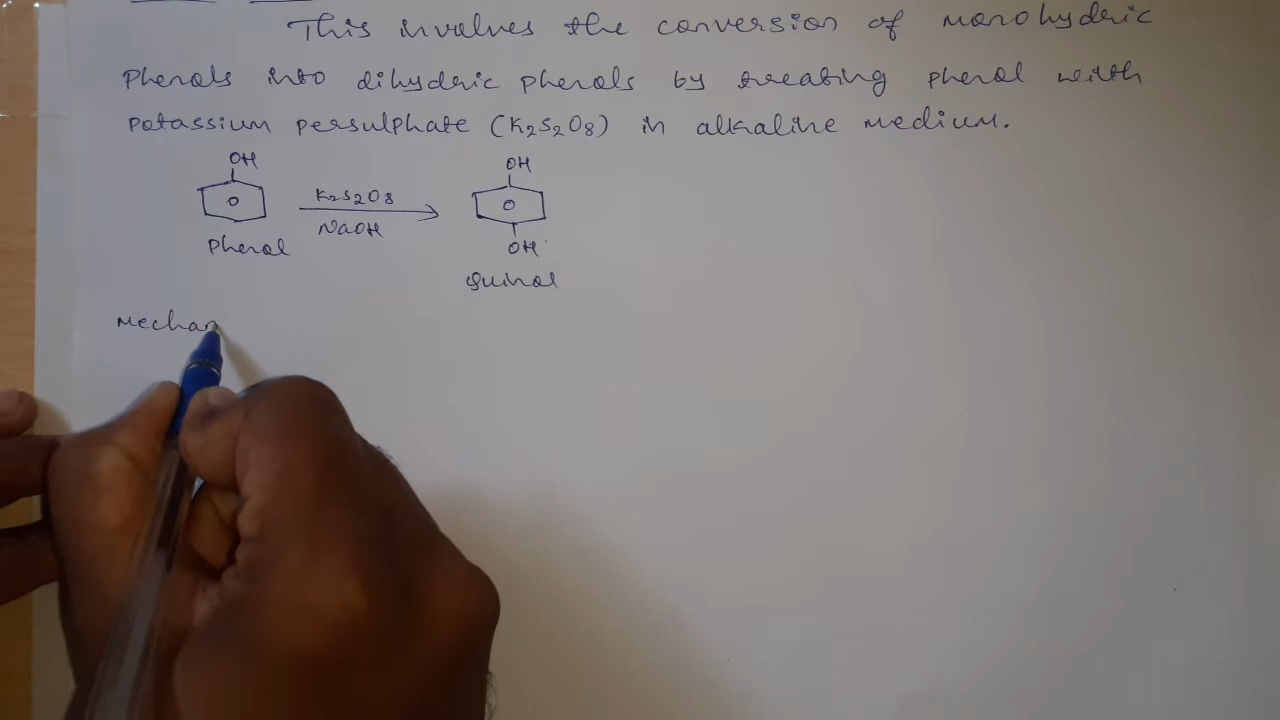 This involves the conversion of monohydric
Phenols into dihydric phenols by treating phenol with
Potassium persulphate (K2S2O8) in alkaline medium.
OH
OH
K2S2O8
NaOH
Phenol
OH
Quinol
Mechan